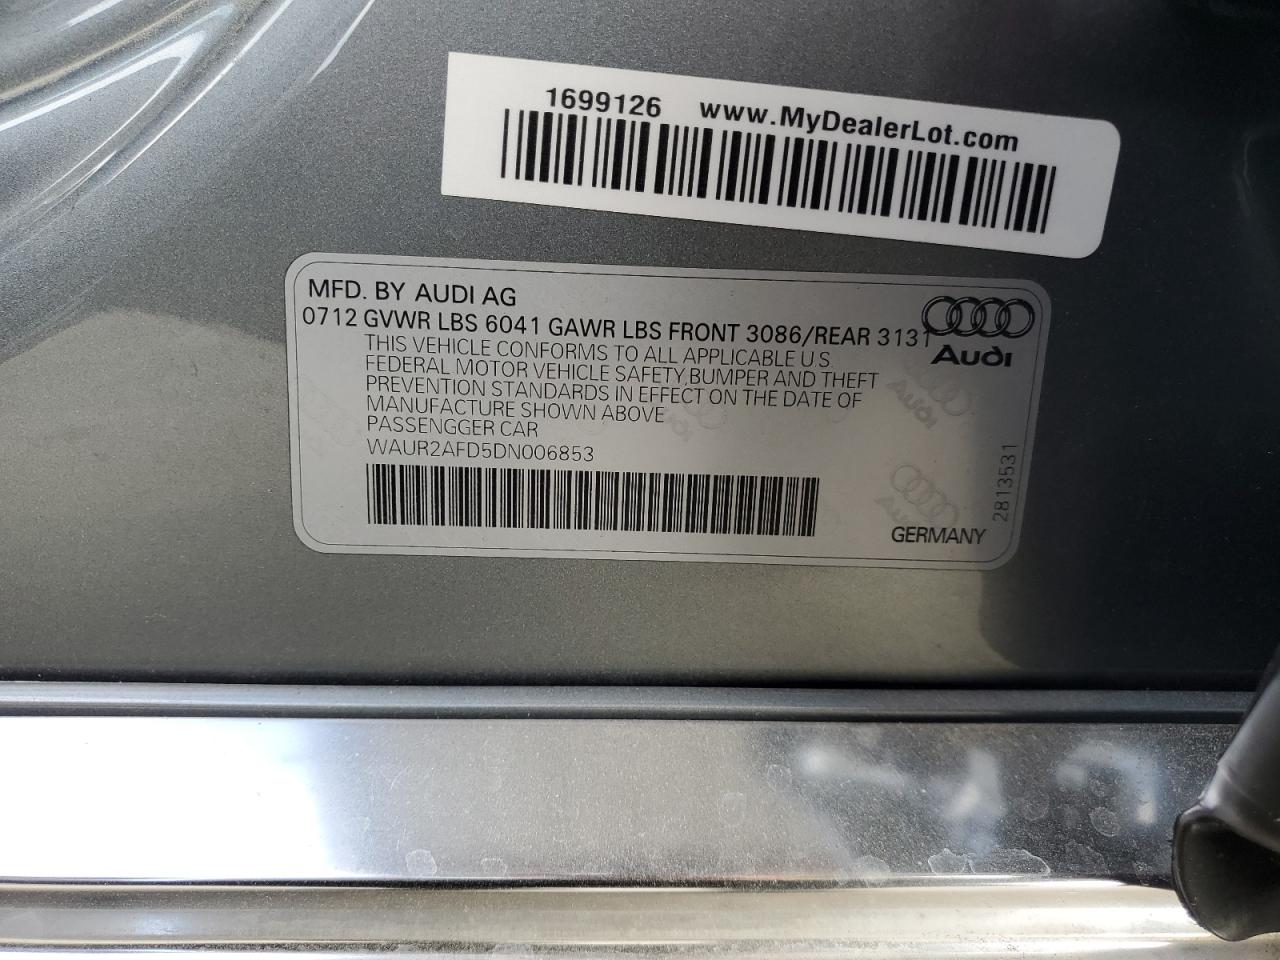 1699126 www.MyDealerLot.com
MFD. BY AUDI AG
0712 GVWR LBS 6041 GAWR LBS FRONT 3086/REAR 3131
Audi
THIS VEHICLE CONFORMS TO ALL APPLICABLE U.S.
FEDERAL MOTOR VEHICLE SAFETY,BUMPER AND THEFT
PREVENTION STANDARDS IN EFFECT ON THE DATE OF
MANUFACTURE SHOWN ABOVE
PASSENGGER CAR
WAUR2AFD5DN006853
Audi
Audi
GERMANY
2813531